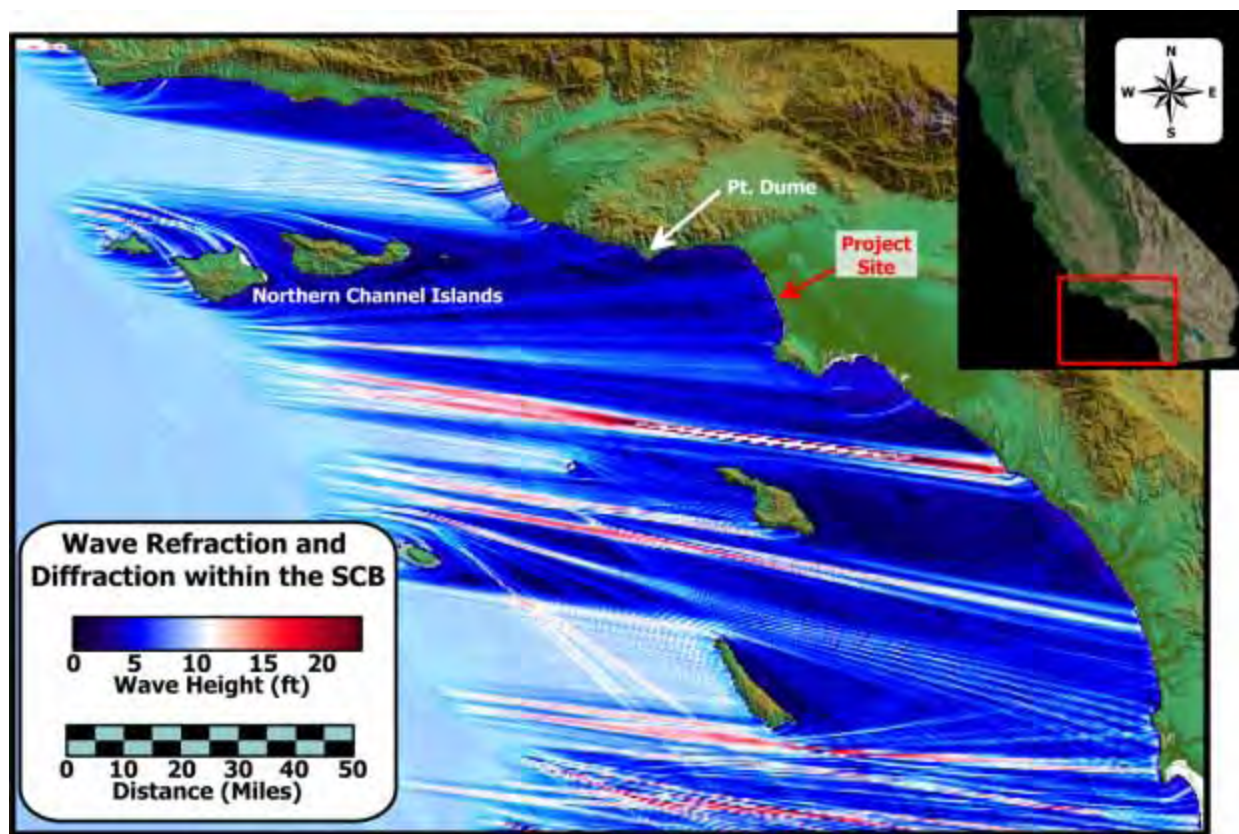 N
W
E
S
Pt. Dume
Project
Site
Northern Channel Islands
Wave Refraction and
Diffraction within the SCB
0 5 10 15 20
Wave Height (ft)
0 10 20 30 40 50
Distance (Miles)